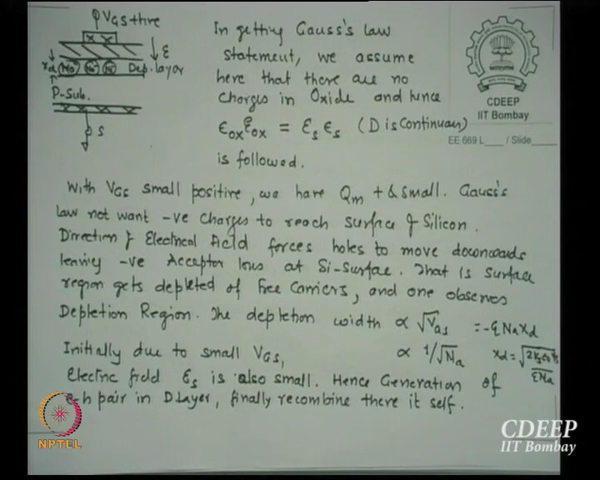 VGS +ve
In getting Gauss's law
statement, we assume
here that there are no
charges in Oxide and hence
ϵox ℰox = ℰs ϵs (D is Continuous)
is followed.
xd Na⁻ Na⁻ Dep. layer
P-Sub.
S
ℰ
CDEEP
IIT Bombay
EE 669 L____ / Slide____
With VGS small positive, we have Qm + & small. Gauss's
law not want -ve charges to reach surface of Silicon.
Direction of Electrical Acid forces holes to move downwards
leaving -ve Acceptor Ions at Si-Surface. That is surface
region gets depleted of Free Carriers, and one observes
Depletion Region. The depletion width ∝ √VGS = -qNaxd
Initially due to small VGS, ∝ 1/√Na
Electric field ℰs is also small. Hence Generation of
e-h pair in D Layer, finally recombine there it self.
NPTEL
CDEEP
IIT Bombay